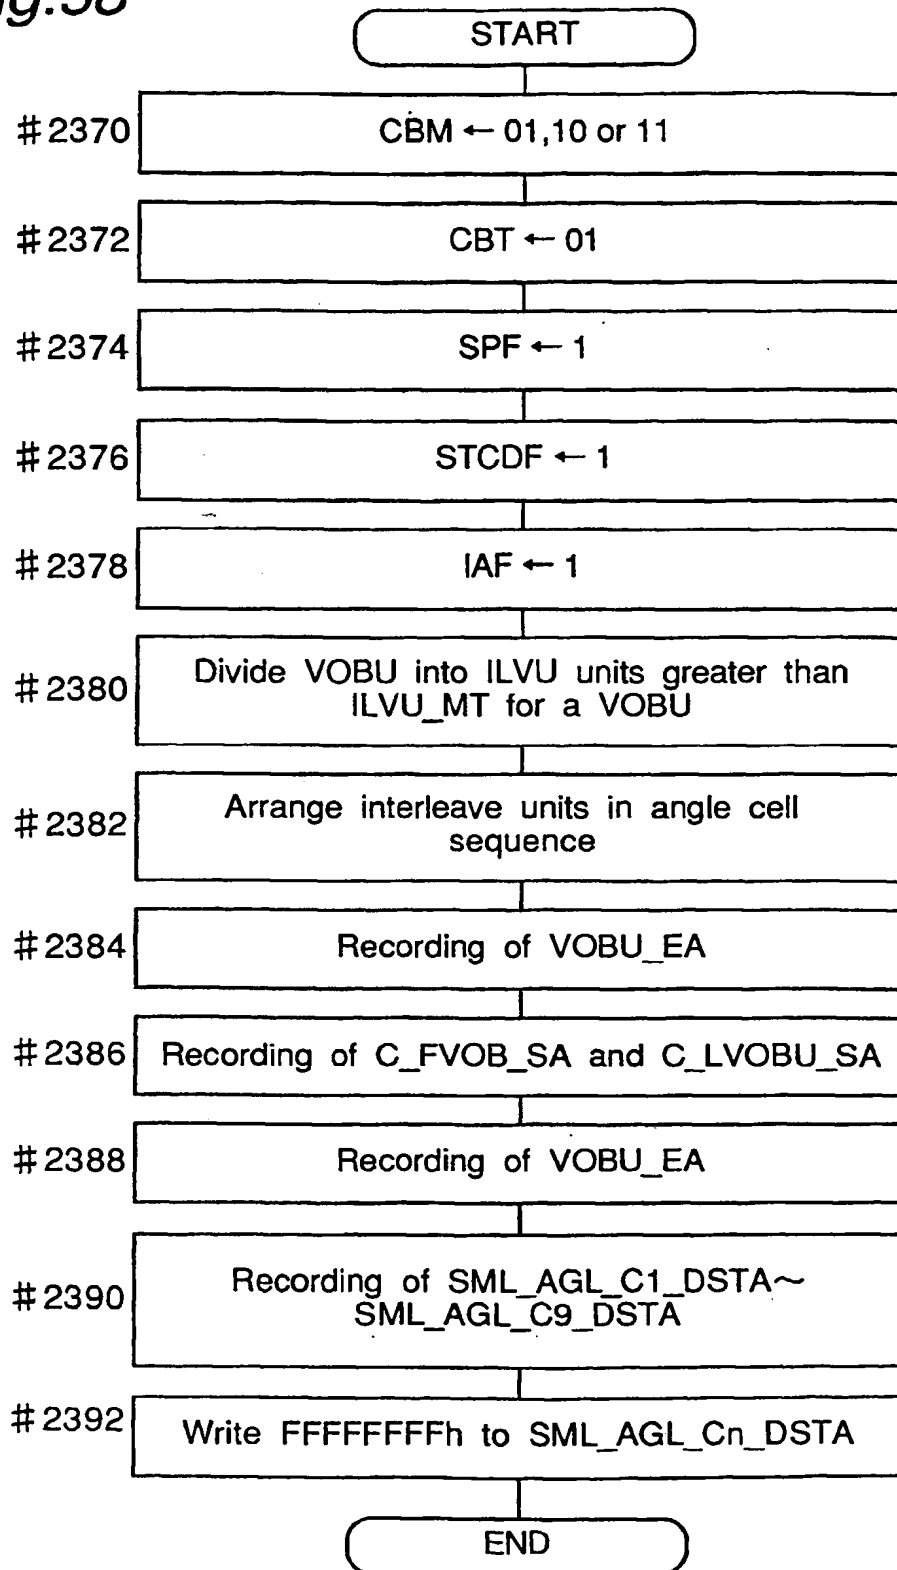 START
#2370 CBM ← 01,10 or 11
#2372 CBT ← 01
#2374 SPF ← 1
#2376 STCDF ← 1
#2378 IAF ← 1
#2380 Divide VOBU into ILVU units greater than
ILVU_MT for a VOBU
#2382 Arrange interleave units in angle cell
sequence
#2384 Recording of VOBU_EA
#2386 Recording of C_FVOB_SA and C_LVOBU_SA
#2388 Recording of VOBU_EA
#2390 Recording of SML_AGL_C1_DSTA~
SML_AGL_C9_DSTA
#2392 Write FFFFFFFFh to SML_AGL_Cn_DSTA
END